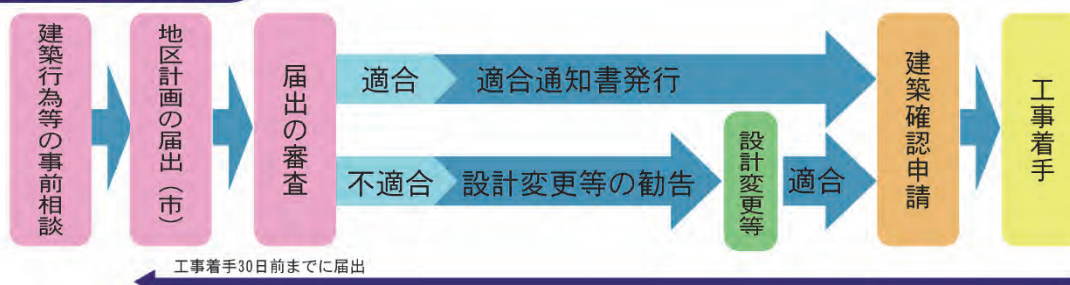 建築行為等の事前相談
地区計画の届出（市）
届出の審査
適合
適合通知書発行
不適合
設計変更等の勧告
設計変更等
適合
建築確認申請
工事着手
工事着手30日前までに届出